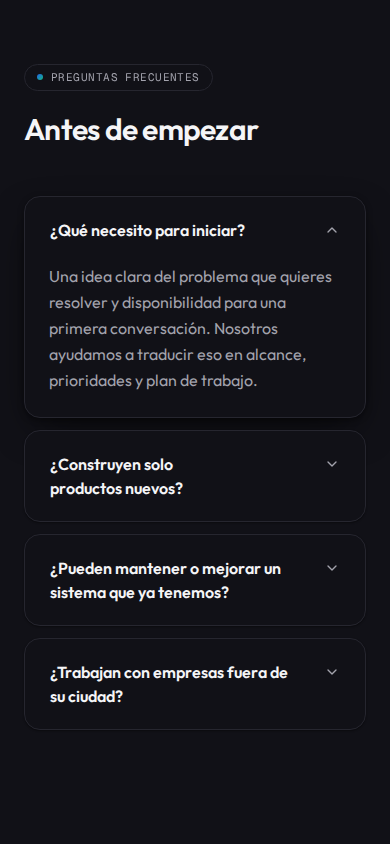 PREGUNTAS FRECUENTES
Antes de empezar
¿Qué necesito para iniciar?
Una idea clara del problema que quieres
resolver y disponibilidad para una
primera conversación. Nosotros
ayudamos a traducir eso en alcance,
prioridades y plan de trabajo.
¿Construyen solo
productos nuevos?
¿Pueden mantener o mejorar un
sistema que ya tenemos?
¿Trabajan con empresas fuera de
su ciudad?